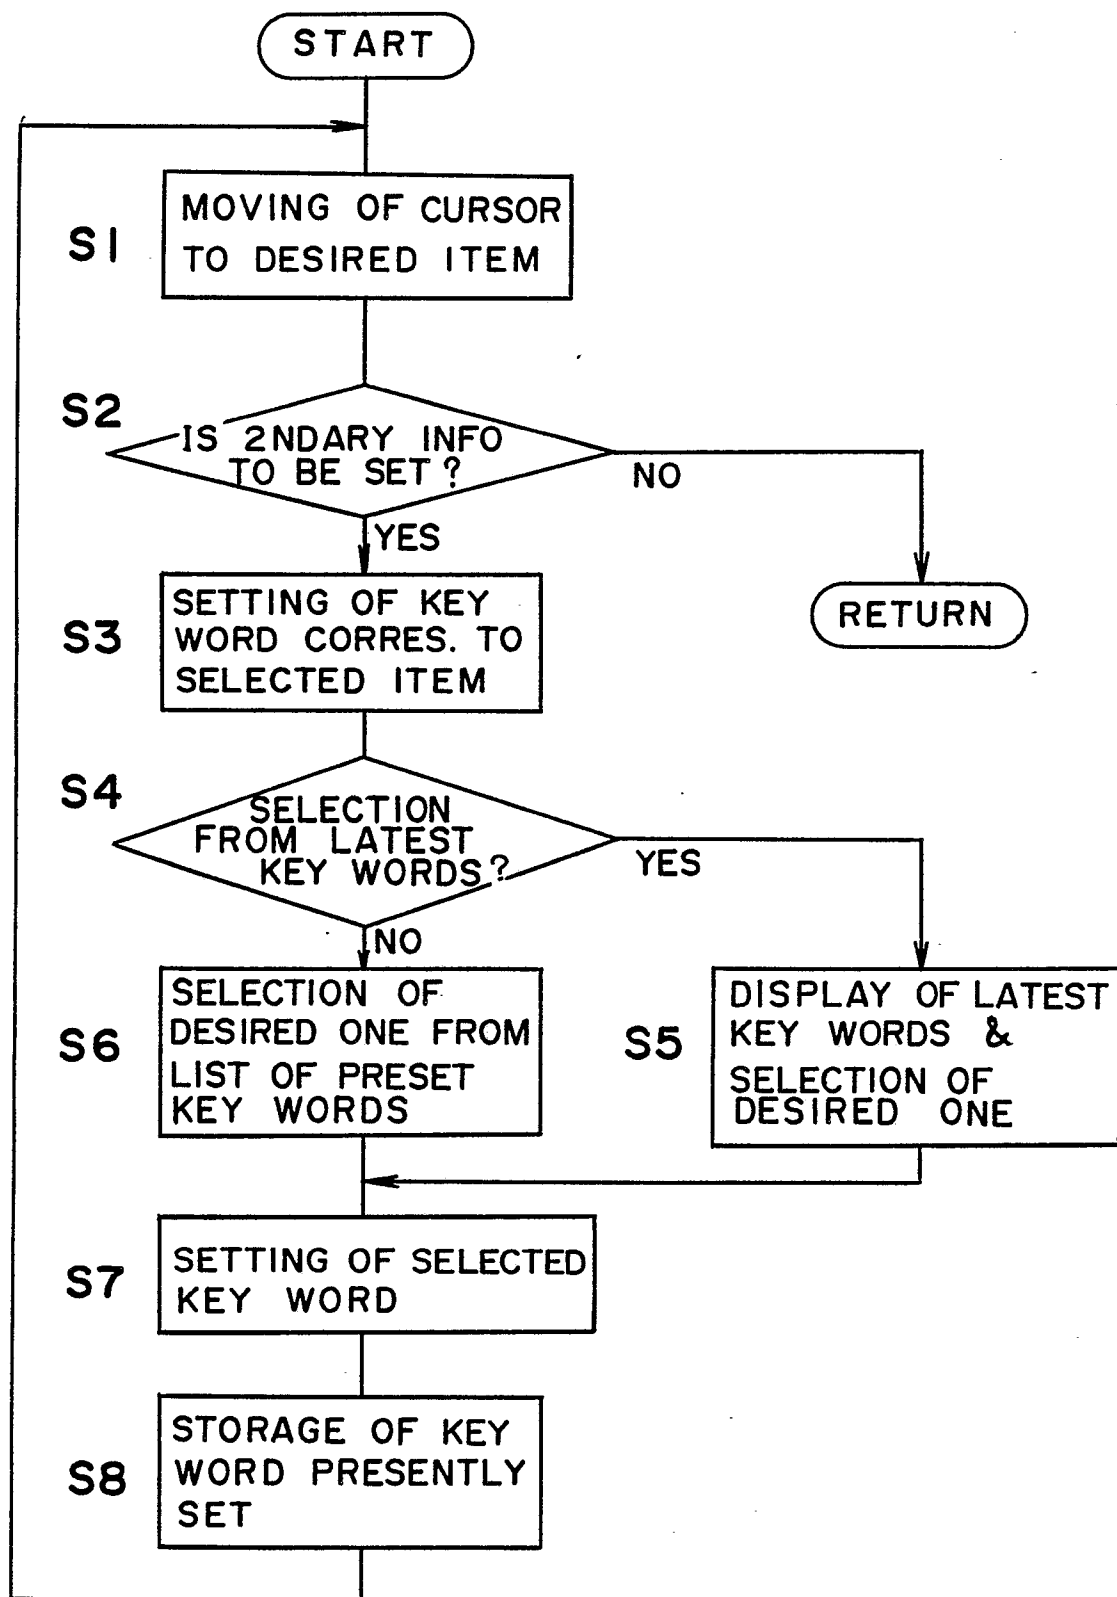 START
S1
MOVING OF CURSOR
TO DESIRED ITEM
S2
IS 2NDARY INFO
TO BE SET?
NO
YES
RETURN
S3
SETTING OF KEY
WORD CORRES. TO
SELECTED ITEM
S4
SELECTION
FROM LATEST
KEY WORDS?
YES
NO
S6
SELECTION OF
DESIRED ONE FROM
LIST OF PRESET
KEY WORDS
S5
DISPLAY OF LATEST
KEY WORDS &
SELECTION OF
DESIRED ONE
S7
SETTING OF SELECTED
KEY WORD
S8
STORAGE OF KEY
WORD PRESENTLY
SET